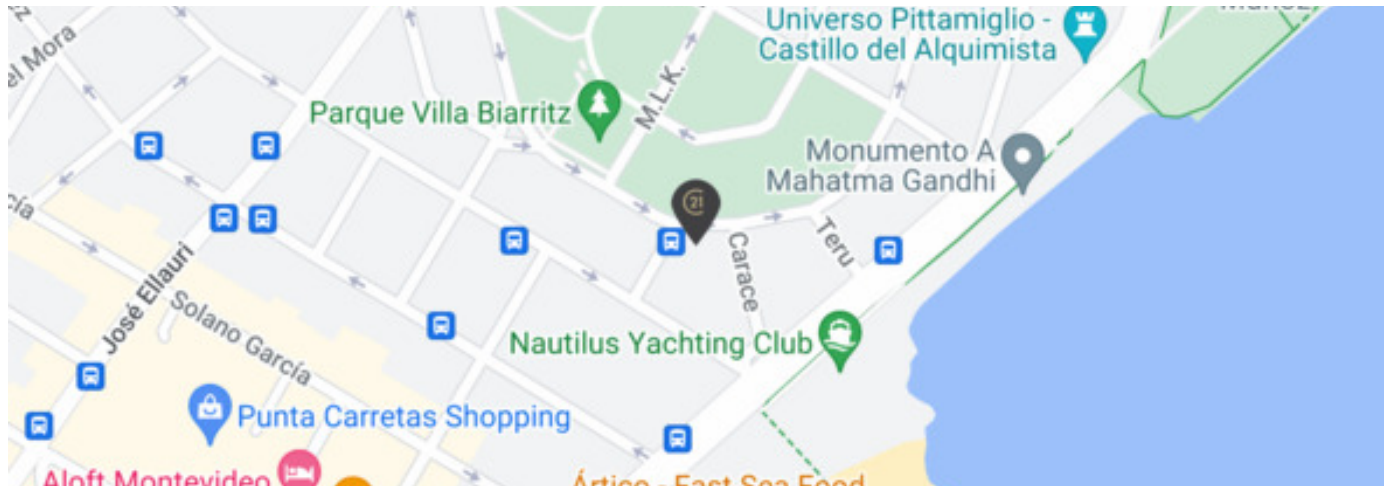 Universo Pittamiglio -
Castillo del Alquimista
el Mora
Parque Villa Biarritz
M.L.K.
Monumento A
Mahatma Gandhi
cía
21
Carace
Teru
José Ellauri
Solano García
Nautilus Yachting Club
Punta Carretas Shopping
Aloft Montevideo
Ártico - Fast Sea Food